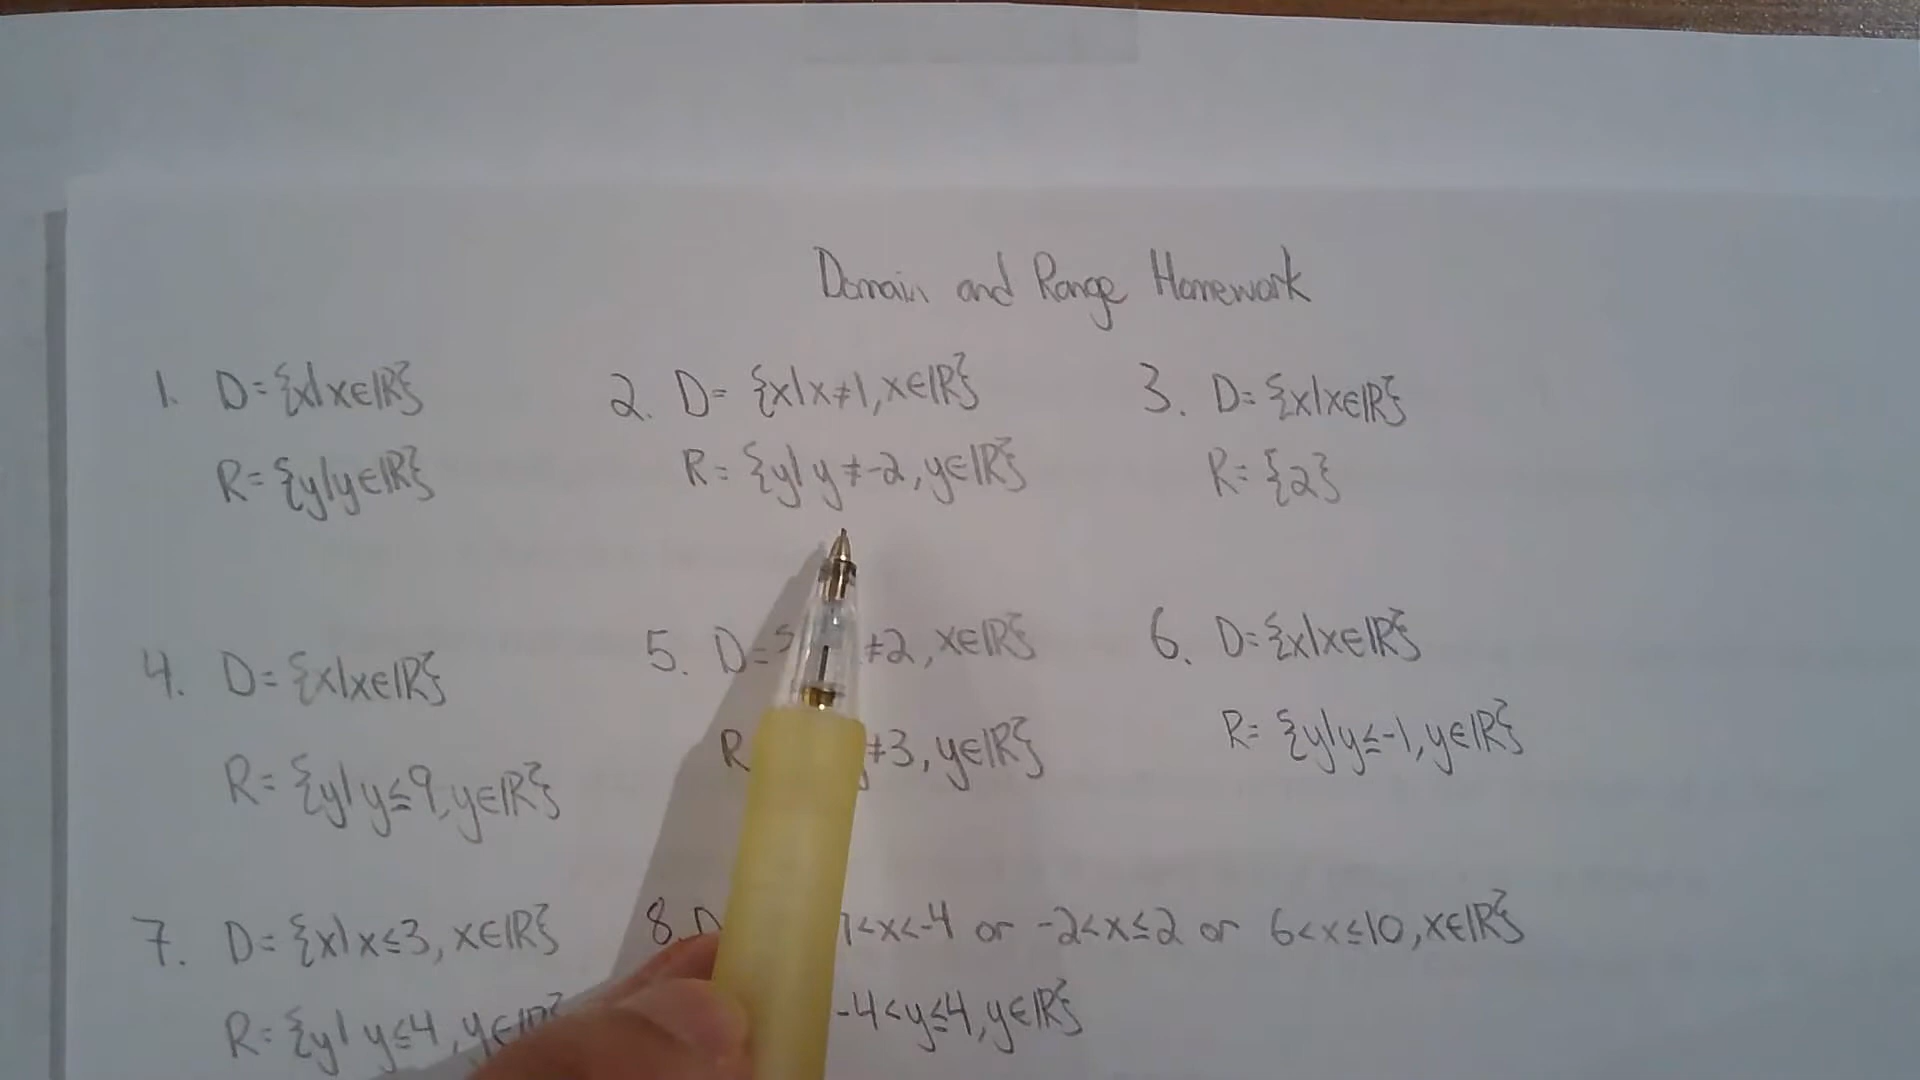 Domain and Range Homework
1. D= {x|x∈ℝ} 2. D= {x|x≠1, x∈ℝ} 3. D= {x|x∈ℝ}
R= {y|y∈ℝ} R= {y|y≠-2, y∈ℝ} R= {2}
4. D= {x|x∈ℝ} 5. D= ≠2, x∈ℝ} 6. D= {x|x∈ℝ}
R= {y|y≤9, y∈ℝ} R ≠3, y∈ℝ} R= {y|y≤-1, y∈ℝ}
7. D= {x|x≤3, x∈ℝ} 8. D <x<-4 or -2<x≤2 or 6<x≤10, x∈ℝ}
R= {y|y≤4, y∈ℝ -4<y≤4, y∈ℝ}